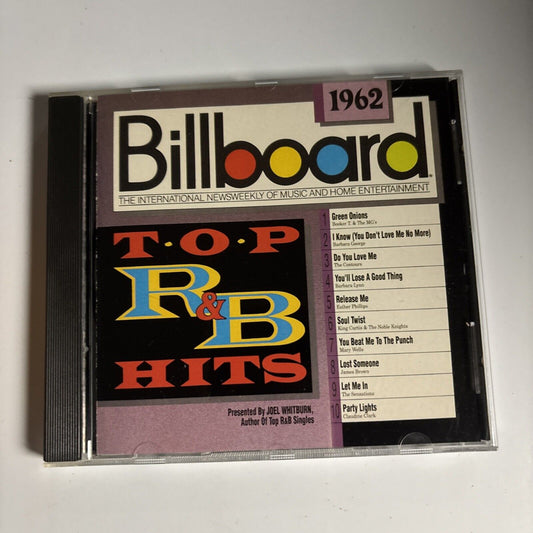 1962
Billboard®
THE INTERNATIONAL NEWSWEEKLY OF MUSIC AND HOME ENTERTAINMENT
T·O·P
R&B
HITS
Presented By JOEL WHITBURN,
Author Of Top R&B Singles
1 Green Onions
Booker T. & The MG's
2 I Know (You Don't Love Me No More)
Barbara George
3 Do You Love Me
The Contours
4 You'll Lose A Good Thing
Barbara Lynn
5 Release Me
Esther Phillips
6 Soul Twist
King Curtis & The Noble Knights
7 You Beat Me To The Punch
Mary Wells
8 Lost Someone
James Brown
9 Let Me In
The Sensations
10 Party Lights
Claudine Clark